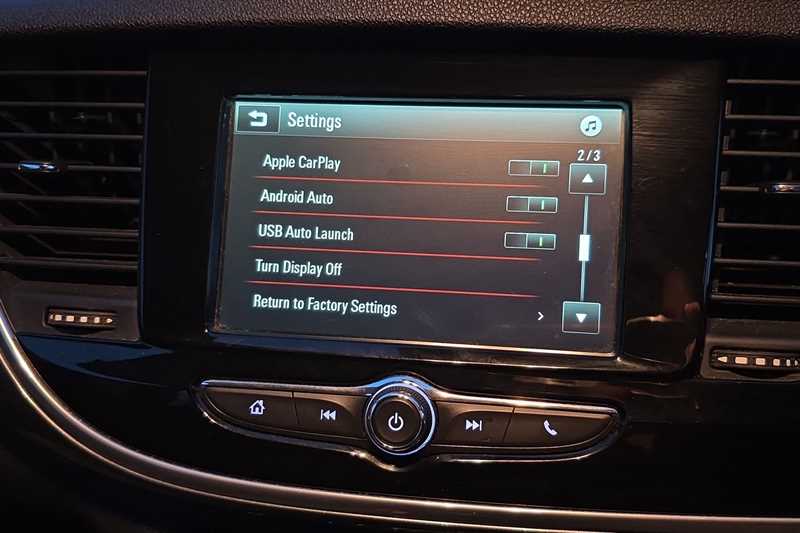 Settings
2/3
Apple CarPlay
Android Auto
USB Auto Launch
Turn Display Off
Return to Factory Settings